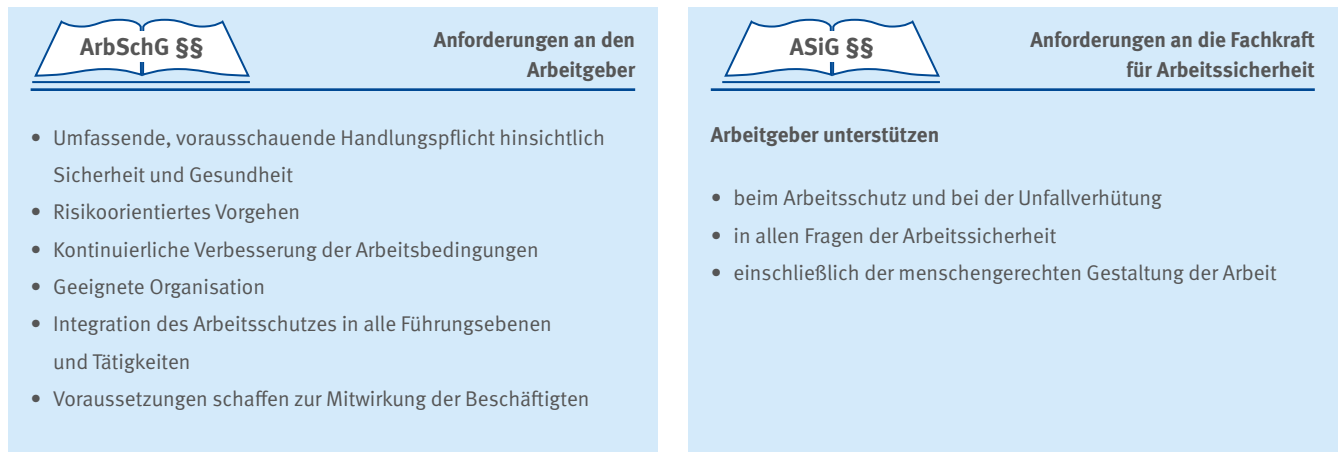 ArbSchG §§
Anforderungen an den
Arbeitgeber
• Umfassende, vorausschauende Handlungspflicht hinsichtlich
Sicherheit und Gesundheit
• Risikoorientiertes Vorgehen
• Kontinuierliche Verbesserung der Arbeitsbedingungen
• Geeignete Organisation
• Integration des Arbeitsschutzes in alle Führungsebenen
und Tätigkeiten
• Voraussetzungen schaffen zur Mitwirkung der Beschäftigten
ASiG §§
Anforderungen an die Fachkraft
für Arbeitssicherheit
Arbeitgeber unterstützen
• beim Arbeitsschutz und bei der Unfallverhütung
• in allen Fragen der Arbeitssicherheit
• einschließlich der menschengerechten Gestaltung der Arbeit